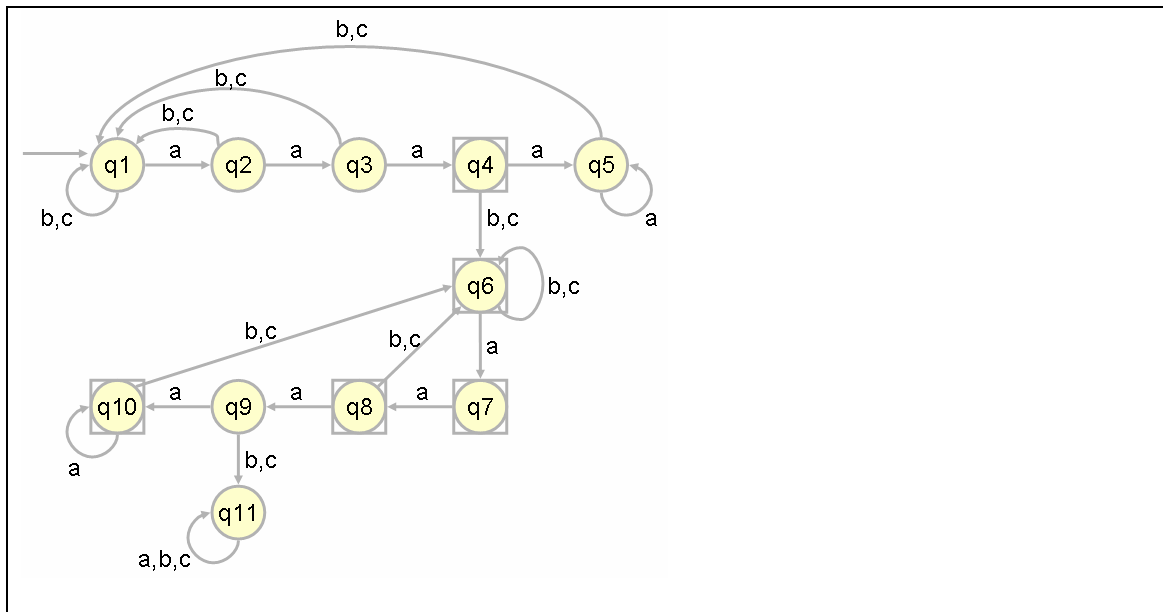 b,c
b,c
b,c
a a a a
q1 q2 q3 q4 q5
b,c b,c a
q6 b,c
b,c b,c a
a a a
q10 q9 q8 q7
a b,c
q11
a,b,c